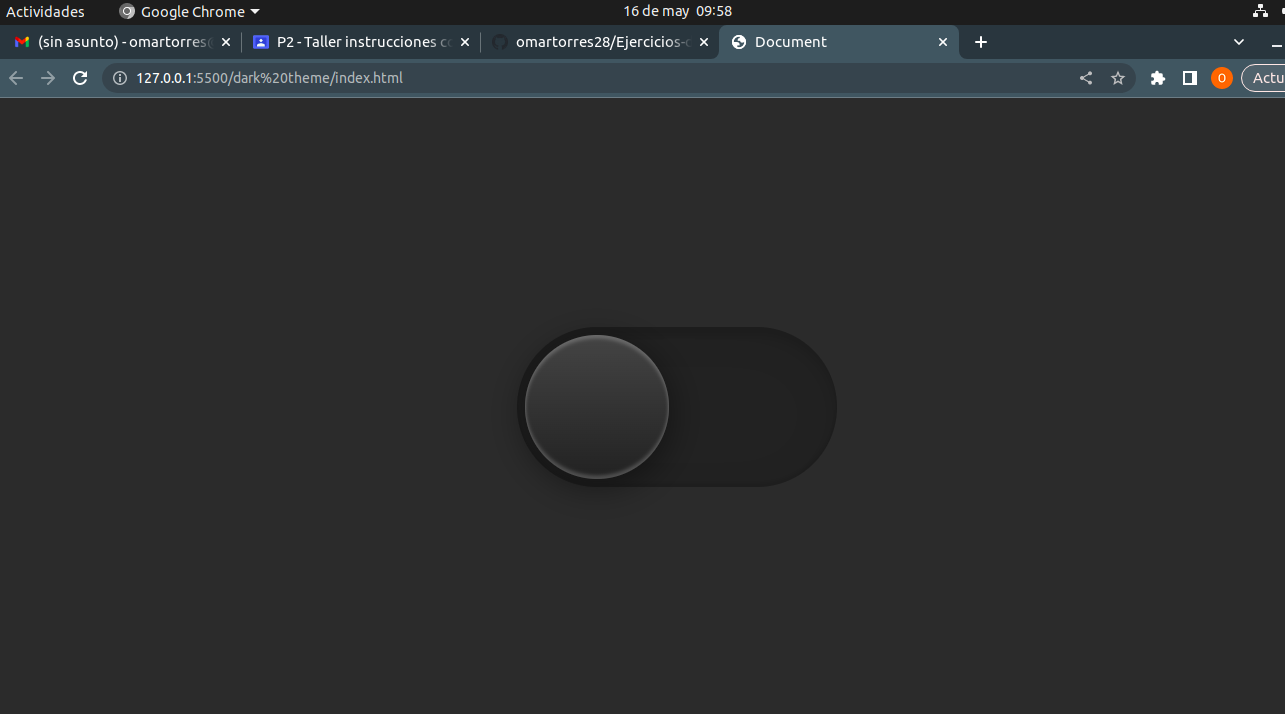 Actividades Google Chrome 16 de may 09:58
(sin asunto) - omartorres P2 - Taller instrucciones omartorres28/Ejercicios- Document
127.0.0.1:5500/dark%20theme/index.html O Actu